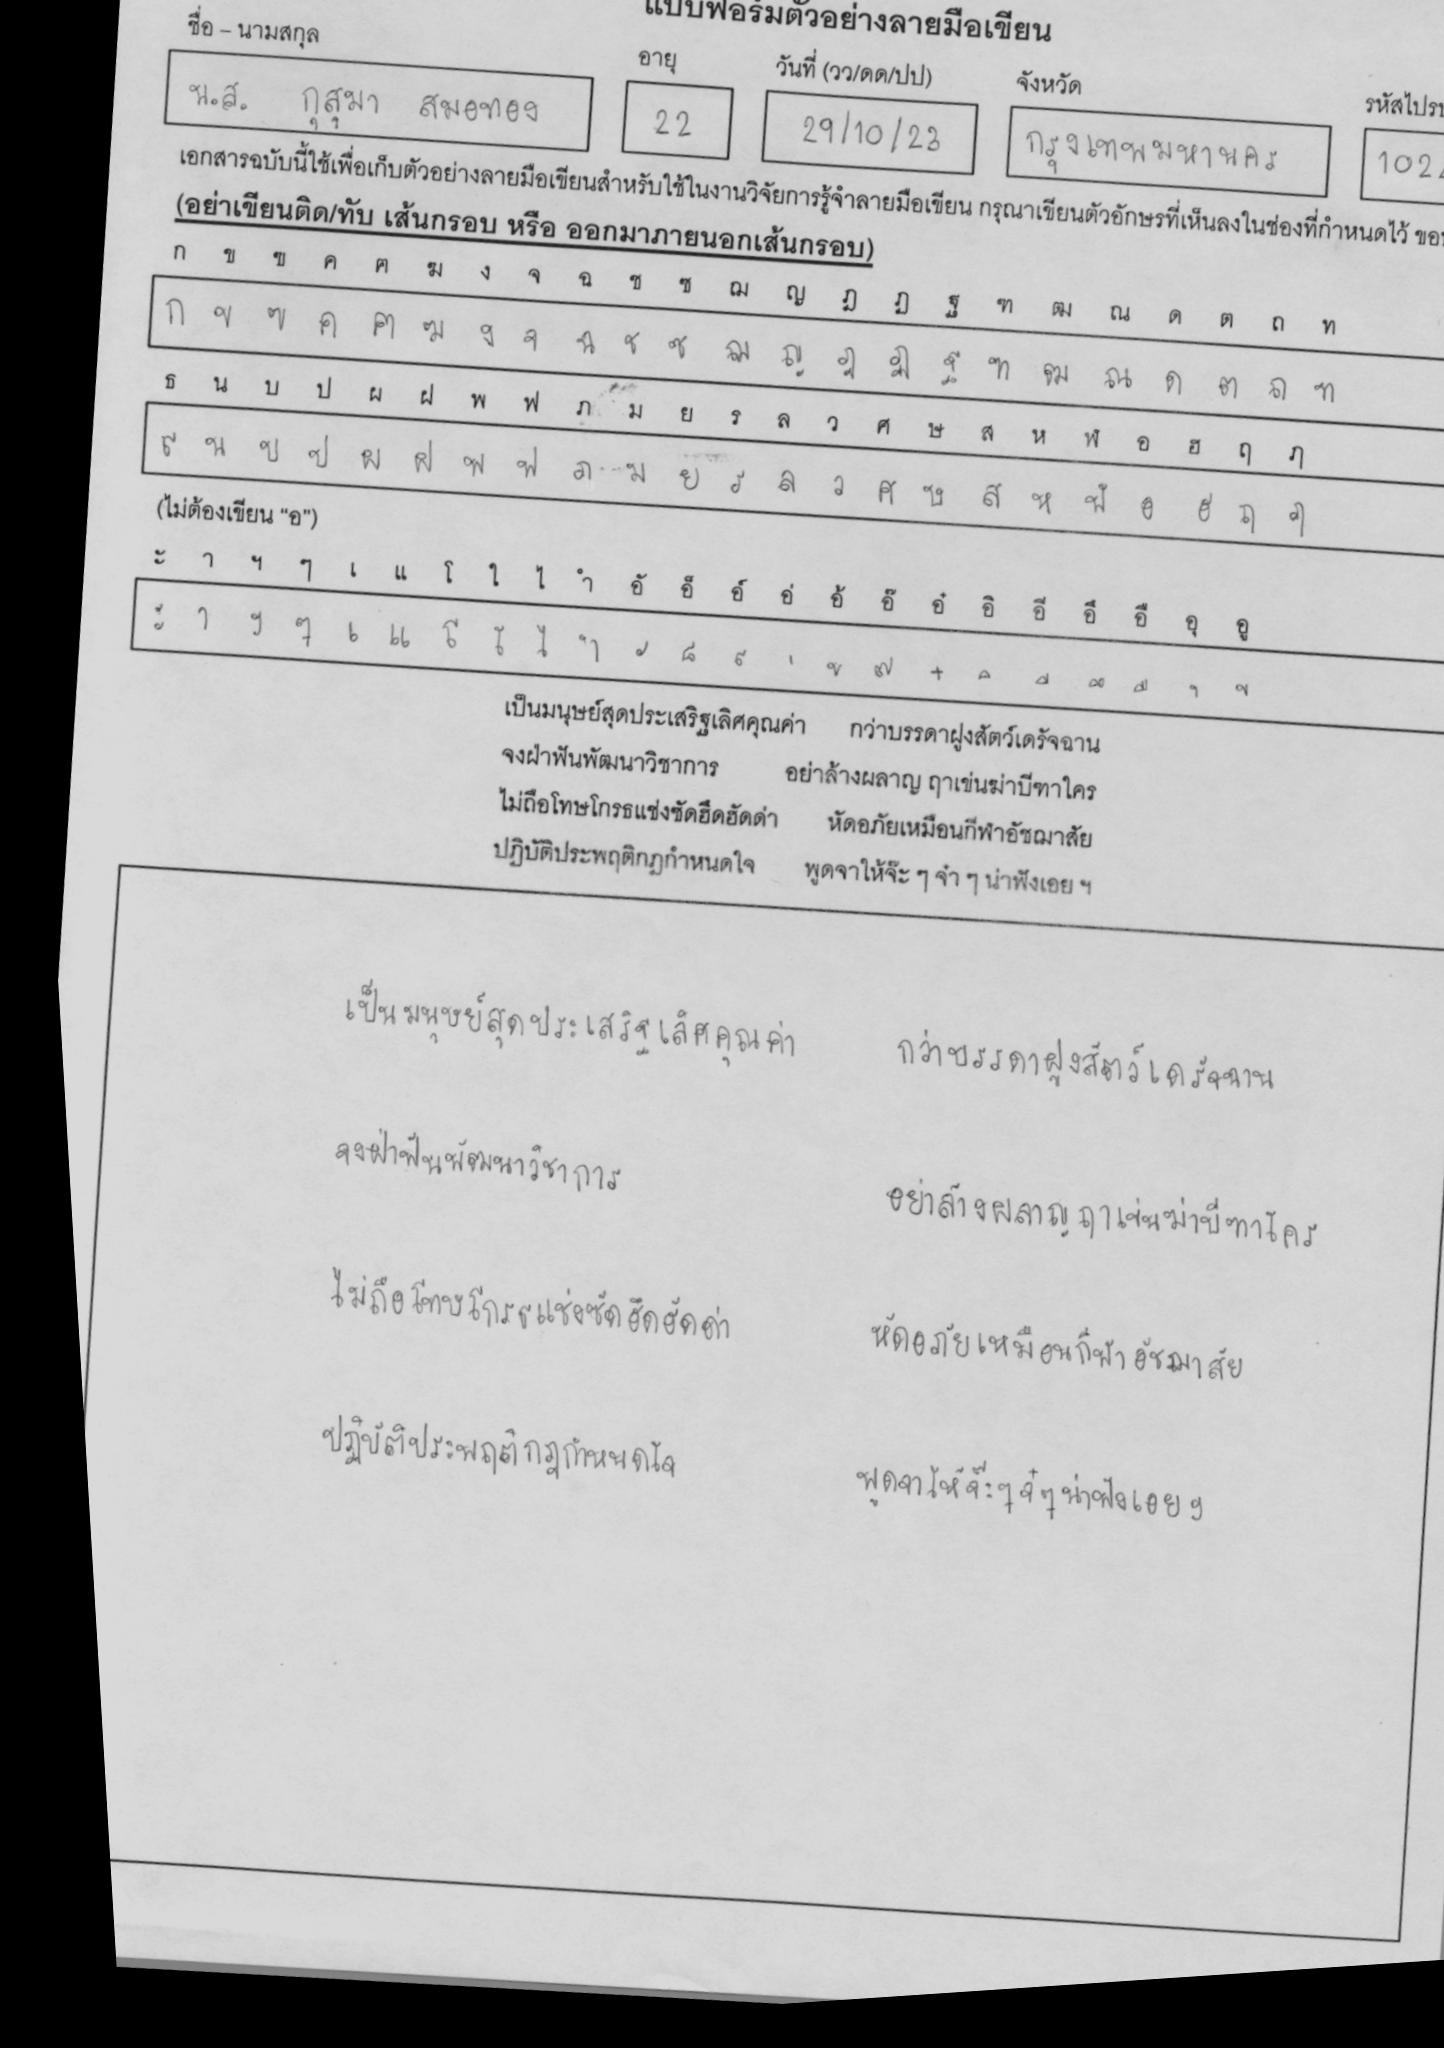 แบบฟอร์มตัวอย่างลายมือเขียน
ชื่อ – นามสกุล อายุ วันที่ (วว/ดด/ปป) จังหวัด
น.ส. กุสุมา สมอทอง 22 29/10/23 กรุงเทพมหานคร
เอกสารฉบับนี้ใช้เพื่อเก็บตัวอย่างลายมือเขียนสำหรับใช้ในงานวิจัยการรู้จำลายมือเขียน กรุณาเขียนตัวอักษรที่เห็นลงในช่องที่กำหนดไว้
(อย่าเขียนติด/ทับ เส้นกรอบ หรือ ออกมาภายนอกเส้นกรอบ)
ก ข ฃ ค ฅ ฆ ง จ ฉ ช ซ ฌ ญ ฎ ฏ ฐ ฑ ฒ ณ ด ต ถ ท
ก ข ฃ ค ฅ ฆ ง จ ฉ ช ซ ฌ ญ ฎ ฏ ฐ ฑ ฒ ณ ด ต ถ ท
ธ น บ ป ผ ฝ พ ฟ ภ ม ย ร ล ว ศ ษ ส ห ฬ อ ฮ ฤ ฦ
ธ น บ ป ผ ฝ พ ฟ ภ ม ย ร ล ว ศ ษ ส ห ฬ อ ฮ ฤ ฦ
(ไม่ต้องเขียน “อ”)
ะ า ฯ ๆ เ แ โ ใ ไ ำ อั อ็ อ์ อ่ อ้ อ๊ อ๋ อิ อี อึ อื อุ อู
ะ า ฯ ๆ เ แ โ ใ ไ ำ ั ็ ์ ่ ้ ๊ ๋ ิ ี ึ ื ุ ู
เป็นมนุษย์สุดประเสริฐเลิศคุณค่า กว่าบรรดาฝูงสัตว์เดรัจฉาน
จงฝ่าฟันพัฒนาวิชาการ อย่าล้างผลาญ ฤาเข่นฆ่าบีฑาใคร
ไม่ถือโทษโกรธแช่งซัดฮึดฮัดด่า หัดอภัยเหมือนกีฬาอัชฌาสัย
ปฏิบัติประพฤติกฎกำหนดใจ พูดจาให้จ๊ะ ๆ จ๋า ๆ น่าฟังเอย ฯ
เป็นมนุษย์สุดประเสริฐเลิศคุณค่า กว่าบรรดาฝูงสัตว์เดรัจฉาน
จงฝ่าฟันพัฒนาวิชาการ อย่าล้างผลาญ ฤาเข่นฆ่าบีฑาใคร
ไม่ถือโทษโกรธแช่งซัดฮึดฮัดด่า หัดอภัยเหมือนกีฬาอัชฌาสัย
ปฏิบัติประพฤติกฎกำหนดใจ พูดจาให้จ๊ะๆจ๋ๆน่าฟังเอย ฯ